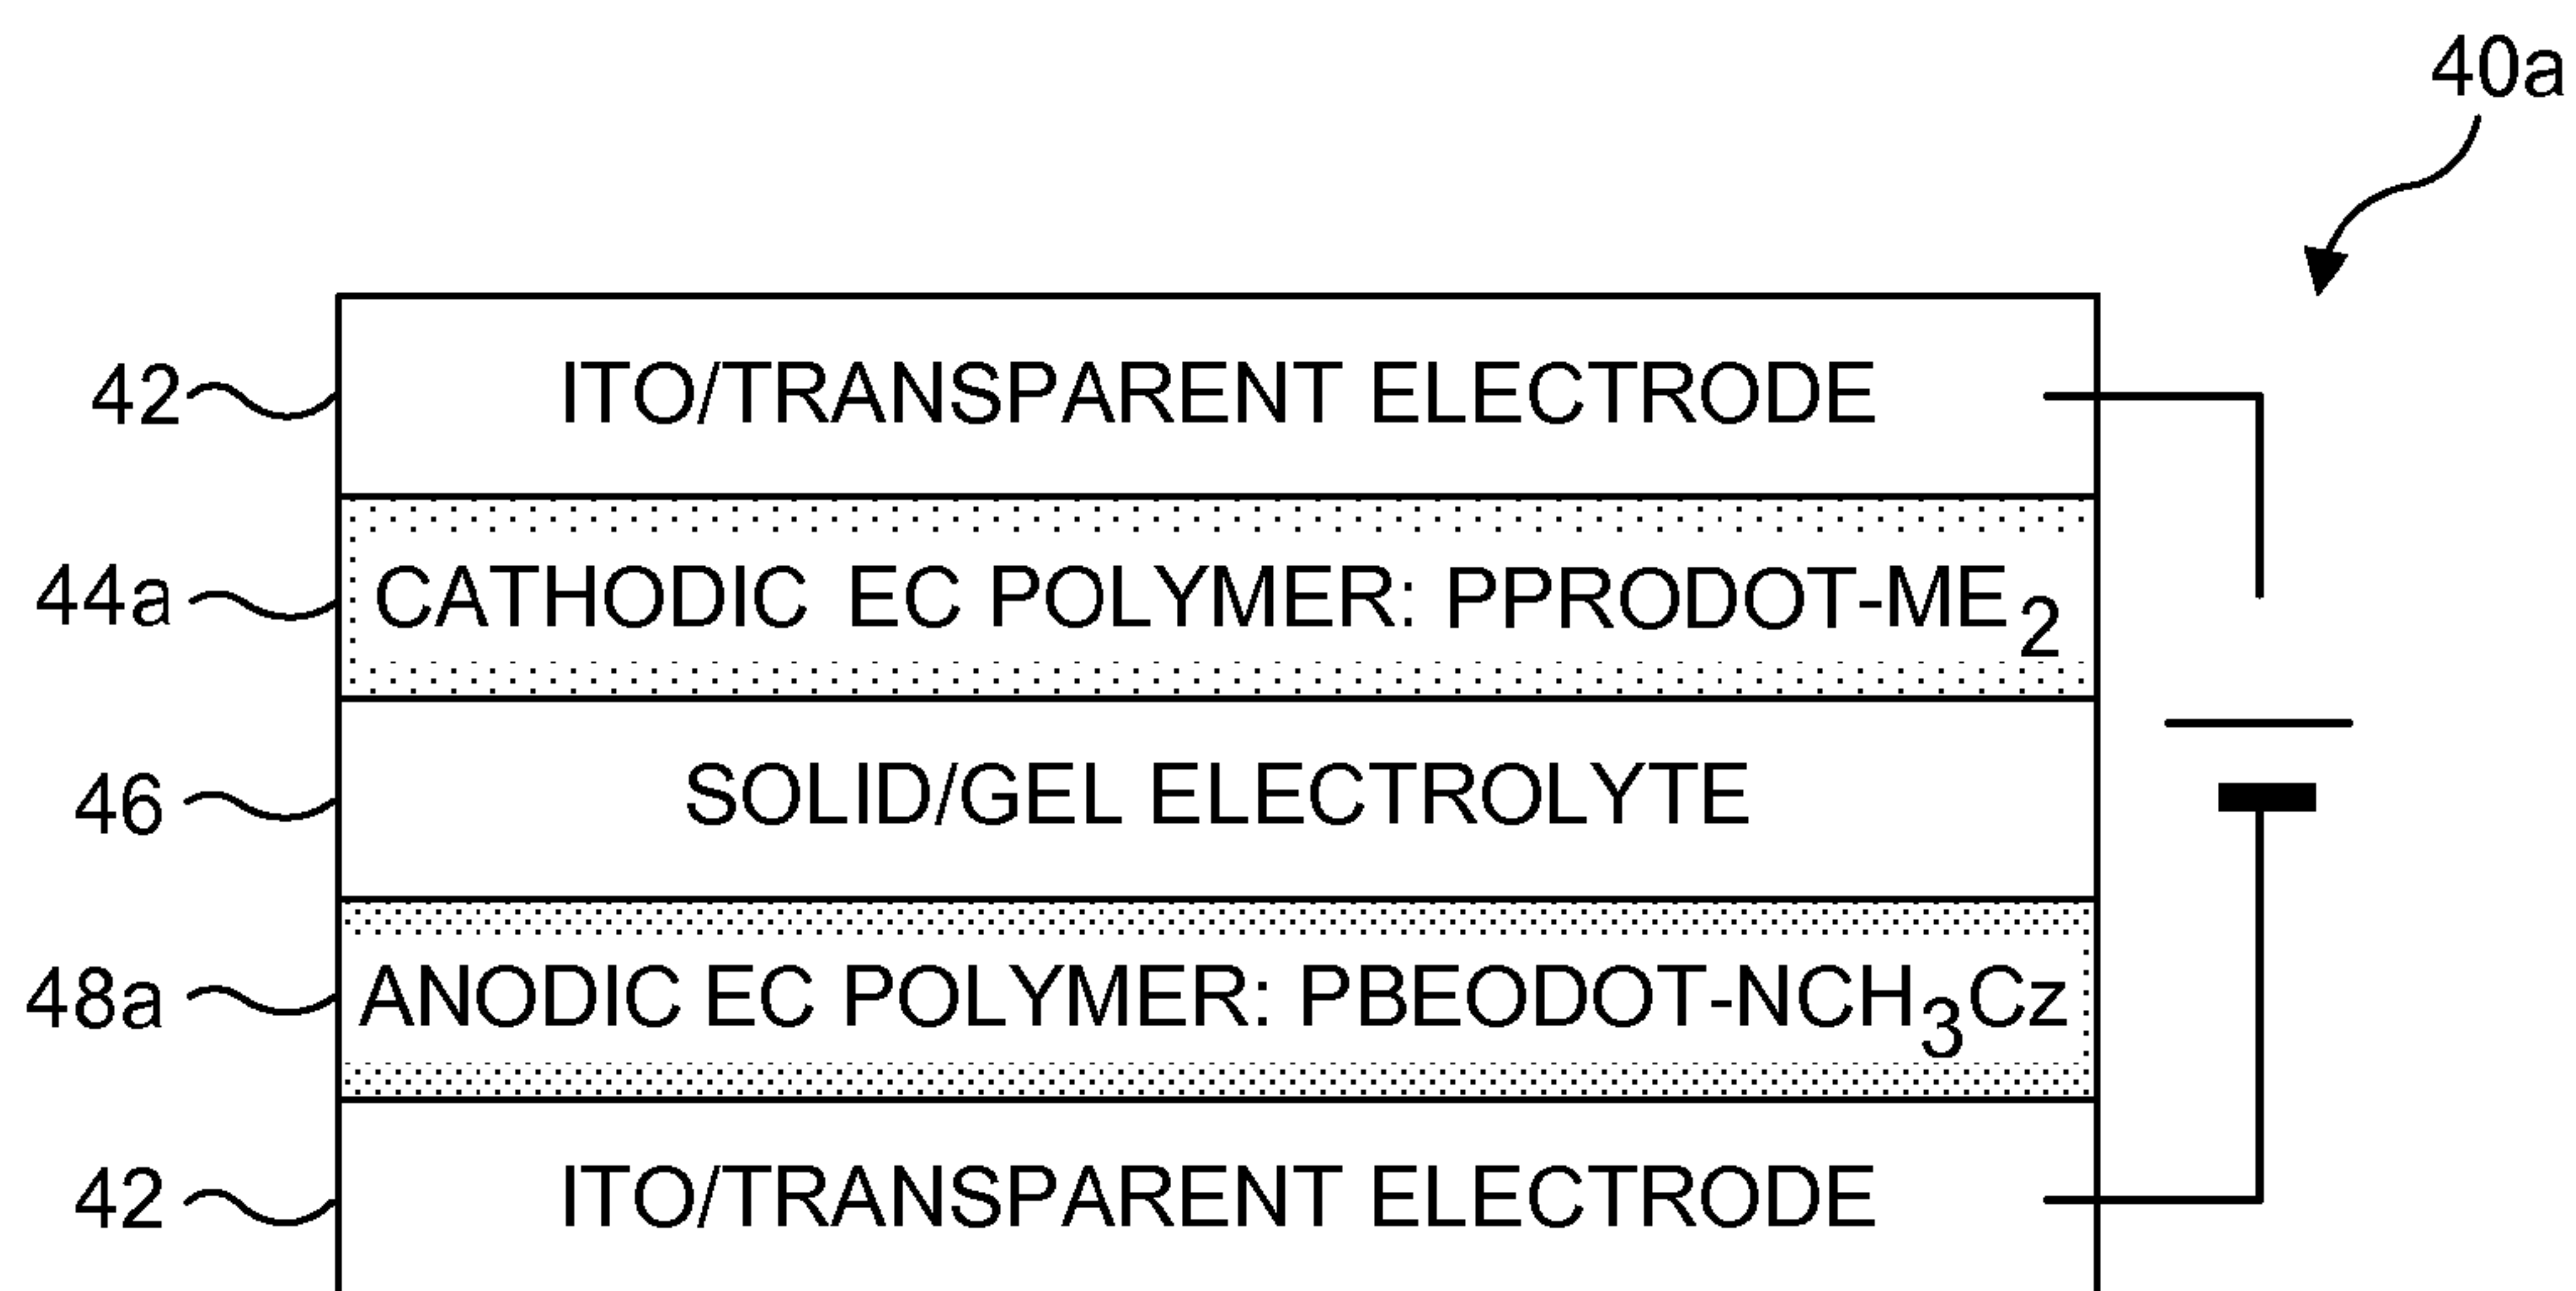 40a
42 ITO/TRANSPARENT ELECTRODE
44a CATHODIC EC POLYMER: PPRODOT-ME2
46 SOLID/GEL ELECTROLYTE
48a ANODIC EC POLYMER: PBEODOT-NCH3Cz
42 ITO/TRANSPARENT ELECTRODE